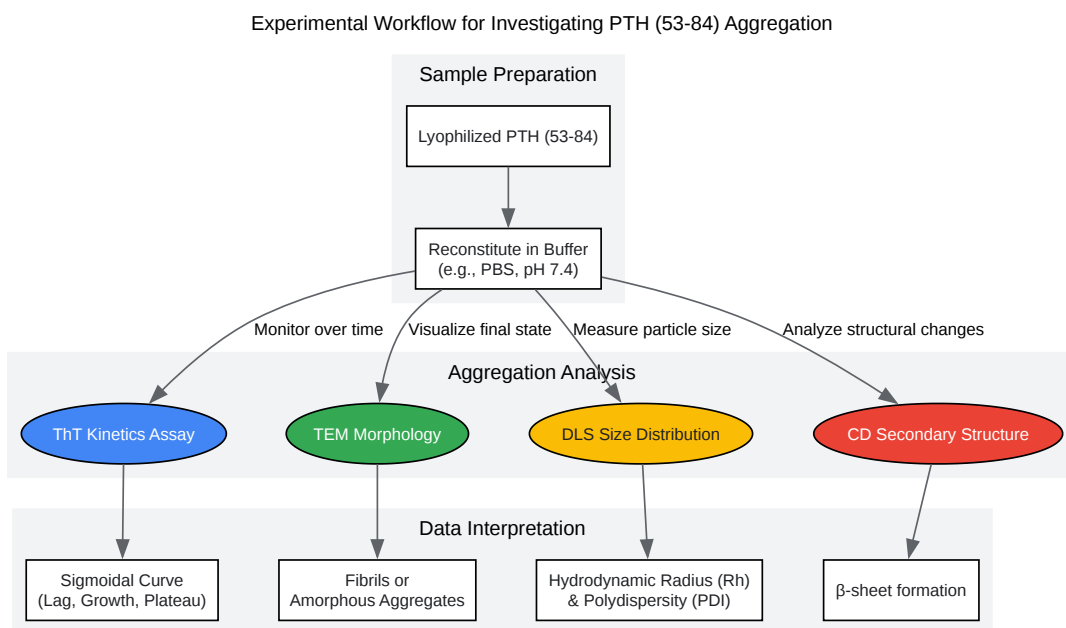 Experimental Workflow for Investigating PTH (53-84) Aggregation
Sample Preparation
Lyophilized PTH (53-84)
Reconstitute in Buffer
(e.g., PBS, pH 7.4)
Monitor over time
Visualize final state
Measure particle size
Analyze structural changes
Aggregation Analysis
ThT Kinetics Assay
TEM Morphology
DLS Size Distribution
CD Secondary Structure
Data Interpretation
Sigmoidal Curve
(Lag, Growth, Plateau)
Fibrils or
Amorphous Aggregates
Hydrodynamic Radius (Rh)
& Polydispersity (PDI)
β-sheet formation